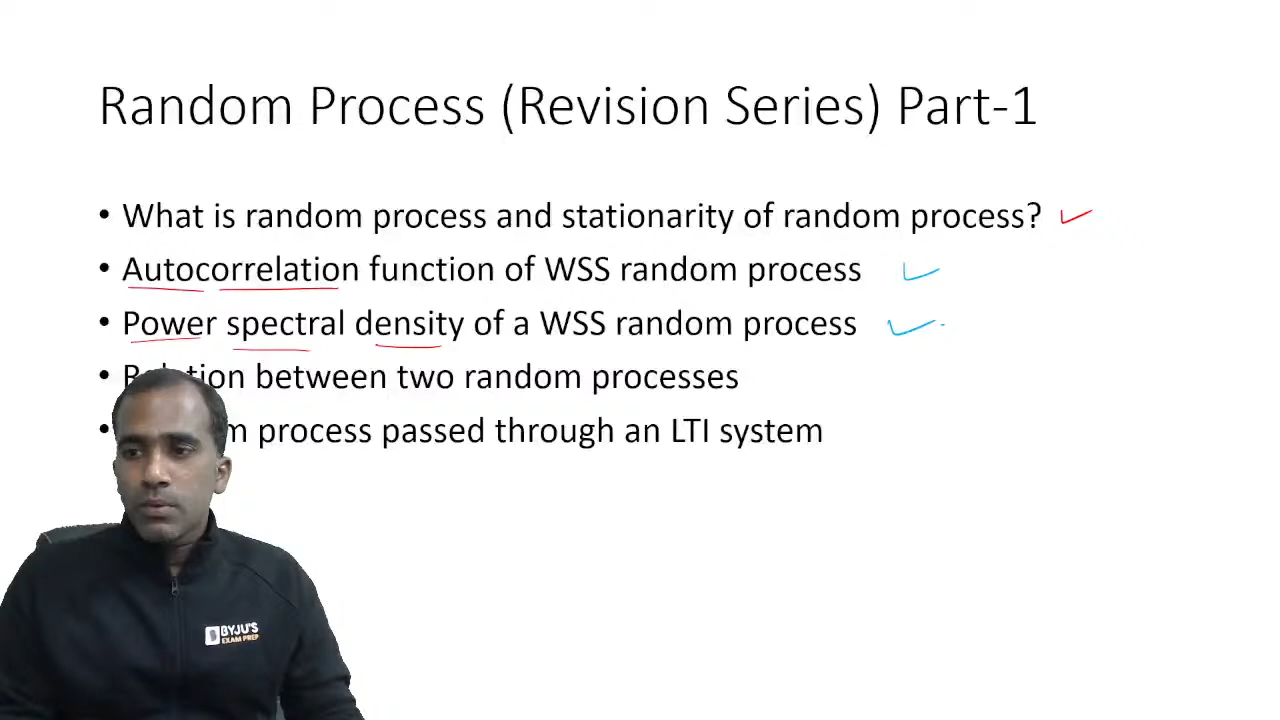 Random Process (Revision Series) Part-1
• What is random process and stationarity of random process?
• Autocorrelation function of WSS random process
• Power spectral density of a WSS random process
• between two random processes
• process passed through an LTI system
BYJU'S
EXAM PREP